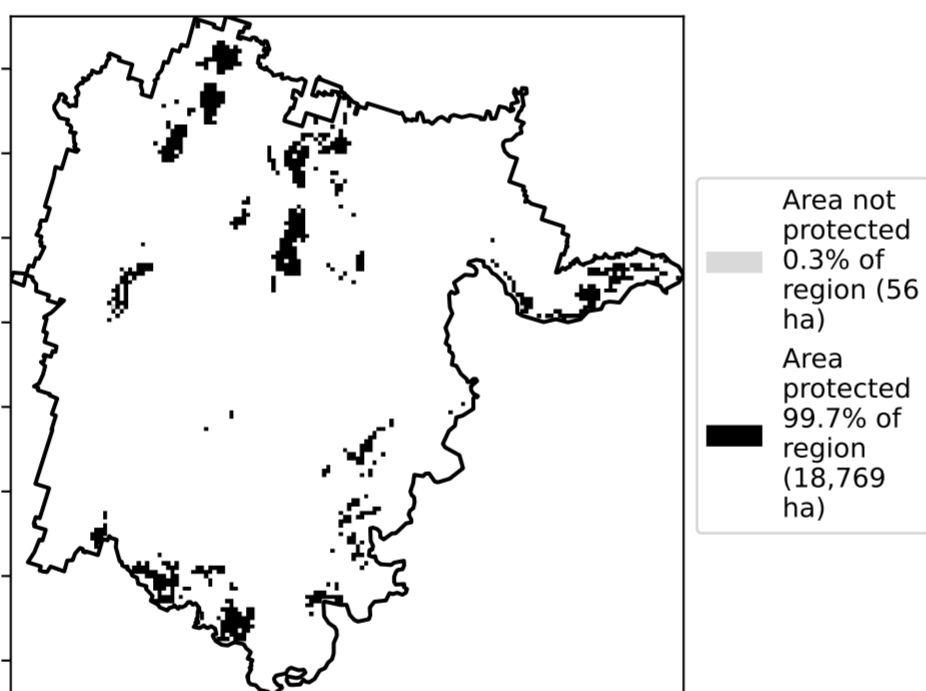 Area not
protected
0.3% of
region (56
ha)
Area
protected
99.7% of
region
(18,769
ha)